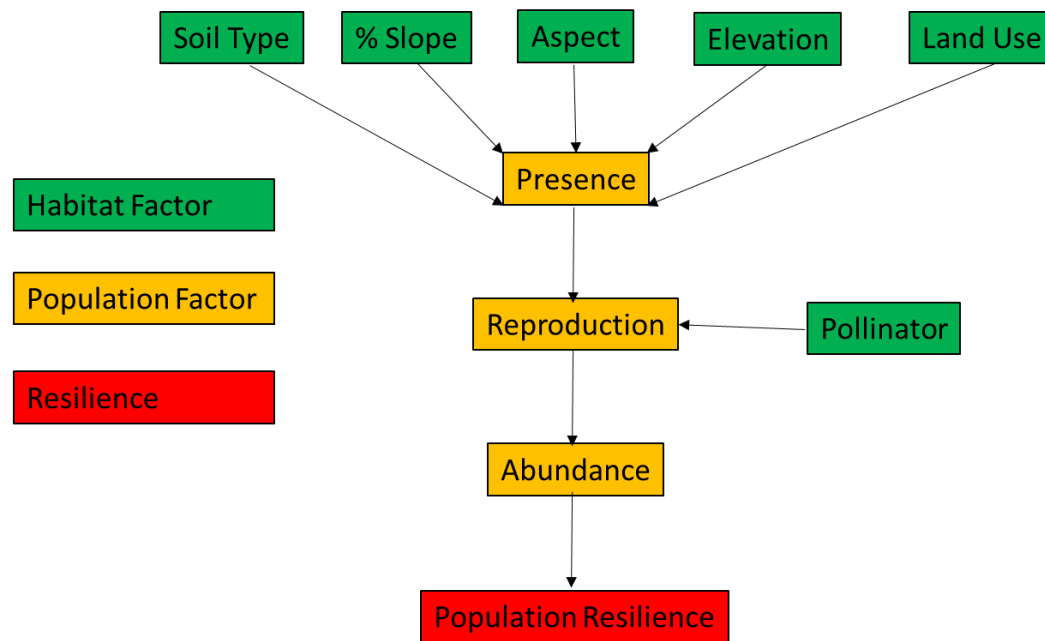 Soil Type
% Slope
Aspect
Elevation
Land Use
Presence
Habitat Factor
Population Factor
Reproduction
Pollinator
Resilience
Abundance
Population Resilience